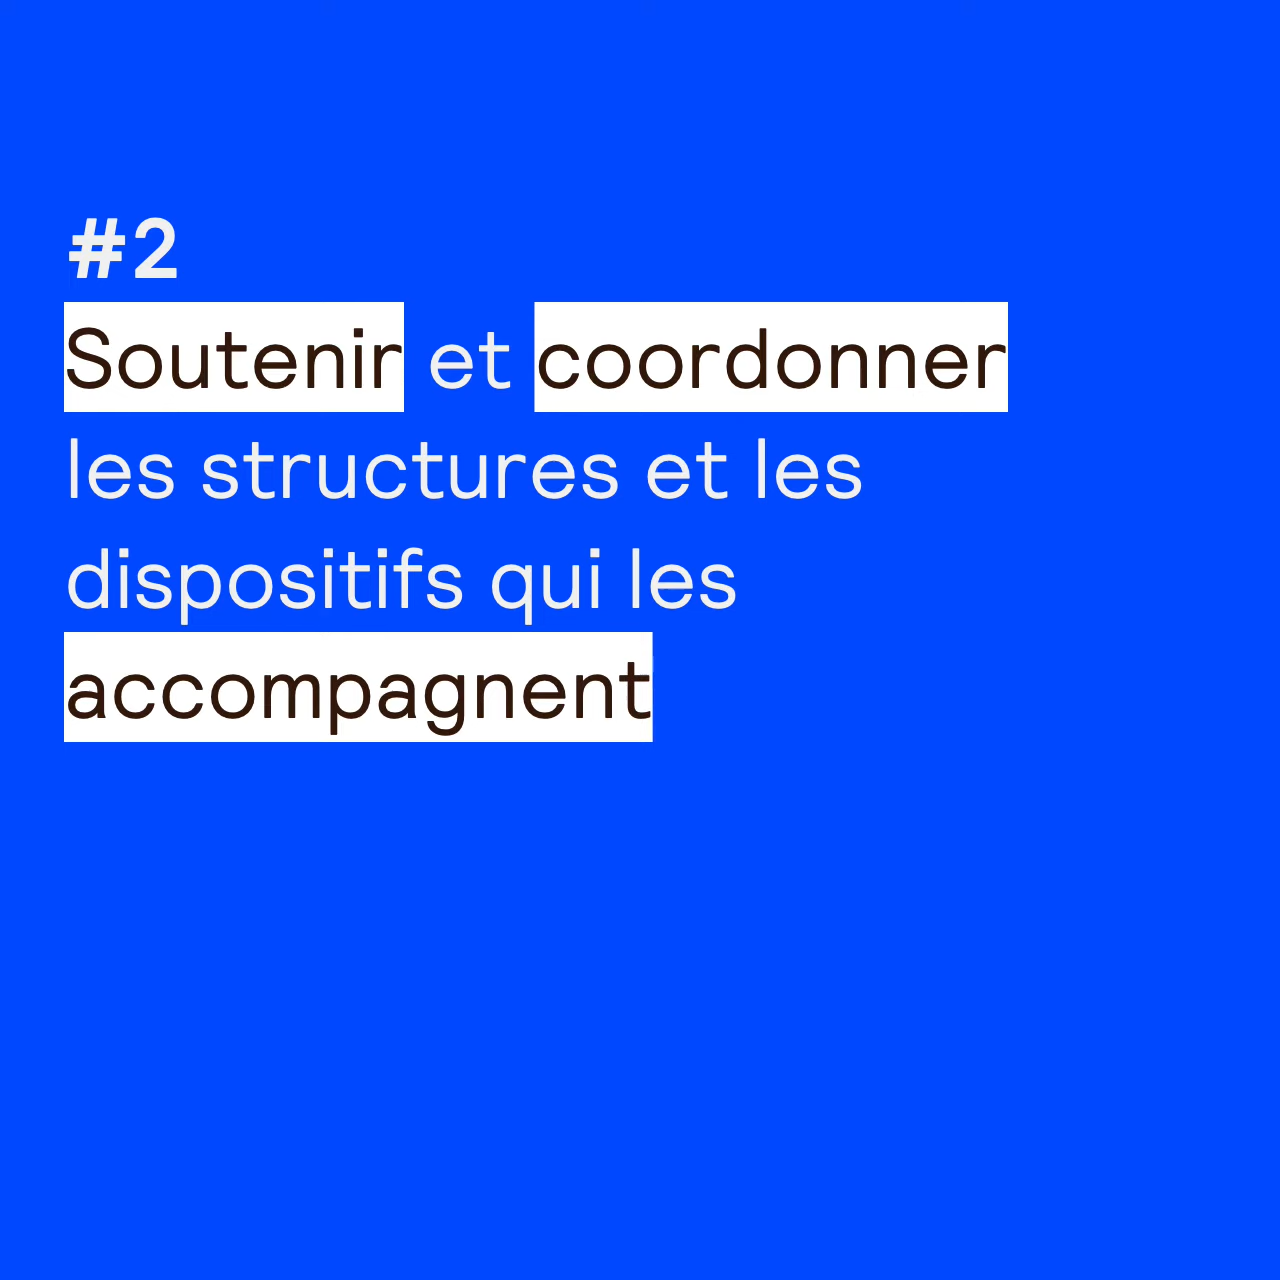 #2
Soutenir et coordonner
les structures et les
dispositifs qui les
accompagnent